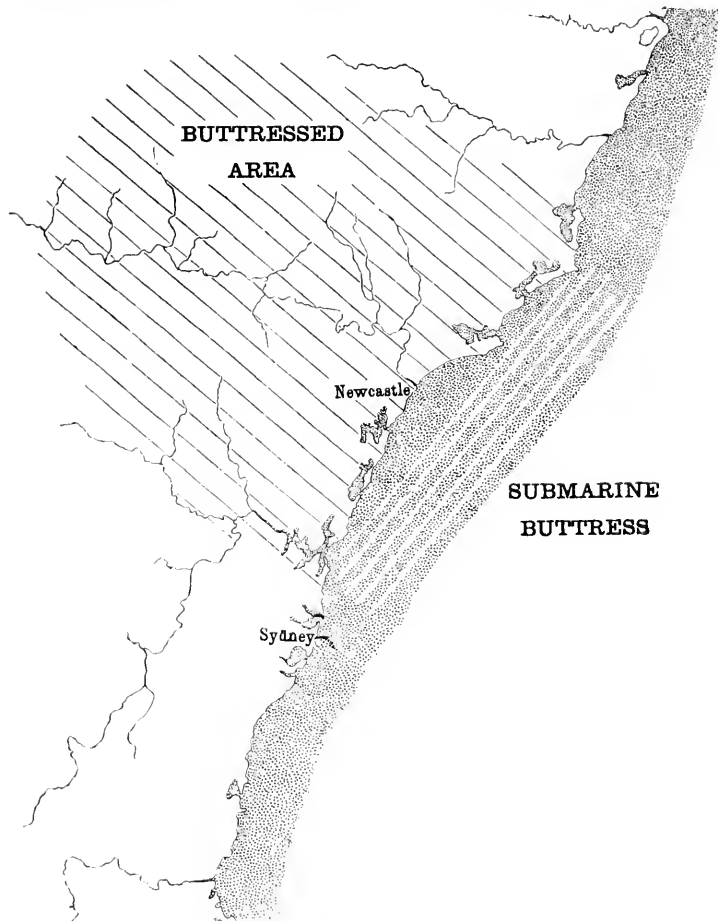 BUTTRESSED
AREA
Newcastle
SUBMARINE
BUTTRESS
Sydney